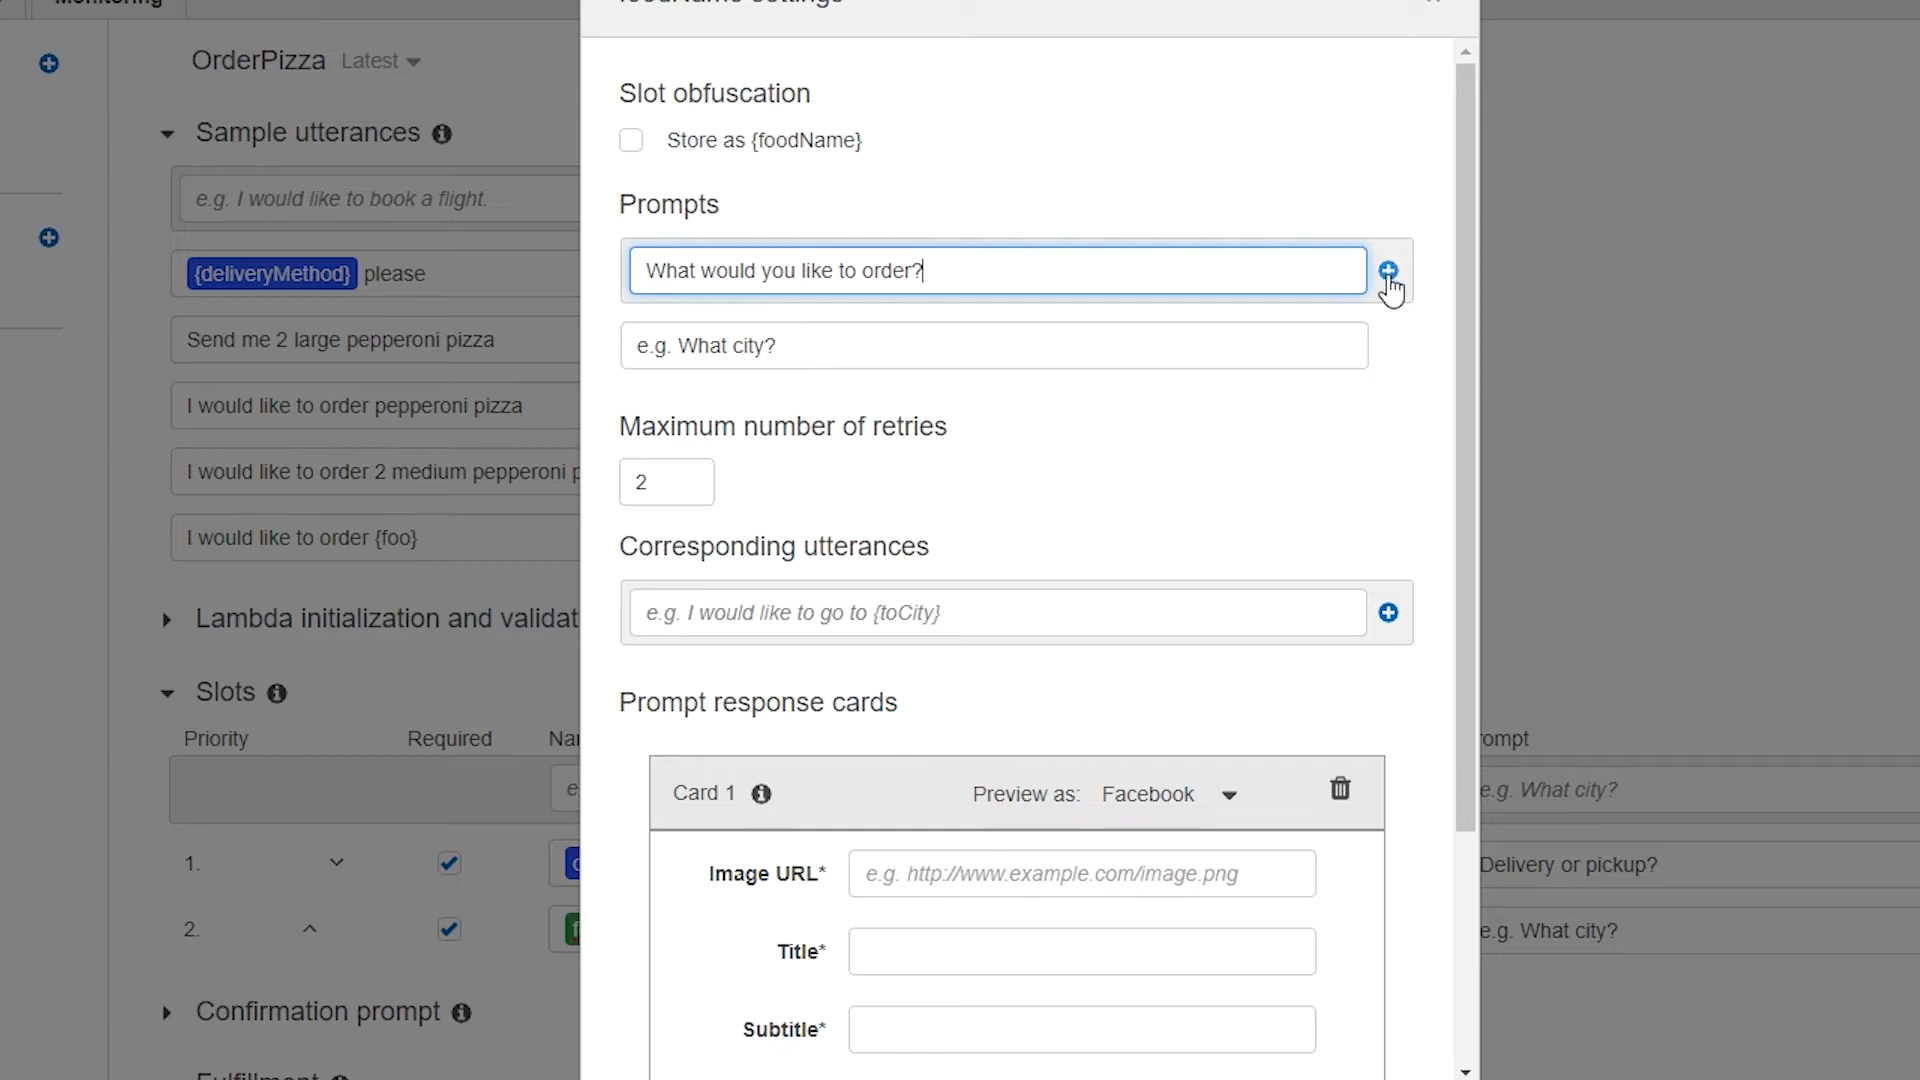 Monitoring
foodName settings
OrderPizza Latest
Slot obfuscation
Sample utterances
Store as {foodName}
e.g. I would like to book a flight.
Prompts
{deliveryMethod} please
What would you like to order?
Send me 2 large pepperoni pizza
e.g. What city?
I would like to order pepperoni pizza
Maximum number of retries
I would like to order 2 medium pepperoni p
2
I would like to order {foo}
Corresponding utterances
e.g. I would like to go to {toCity}
Lambda initialization and validat
Slots
Prompt response cards
Priority Required Nar
rompt
Card 1 Preview as: Facebook
e.g. What city?
1.
Image URL* e.g. http://www.example.com/image.png
Delivery or pickup?
2.
Title*
e.g. What city?
Confirmation prompt
Subtitle*
Fulfillment